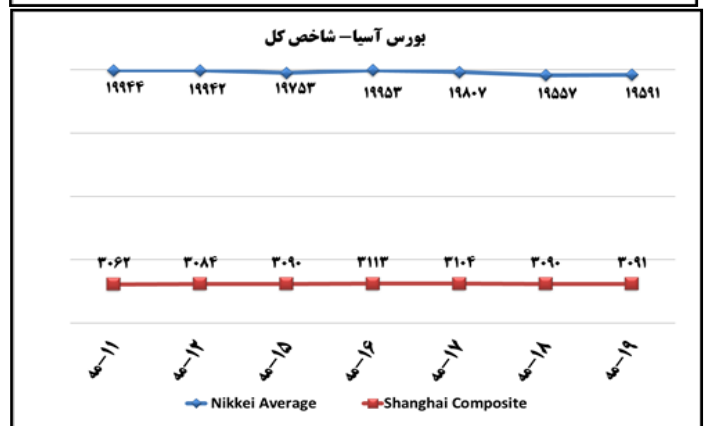 بورس آسیا– شاخص کل
۱۹۹۴۴ ۱۹۹۴۲ ۱۹۷۵۳ ۱۹۹۵۳ ۱۹۸۰۷ ۱۹۵۵۷ ۱۹۵۹۱
۳۰۶۲ ۳۰۸۴ ۳۰۹۰ ۳۱۱۳ ۳۱۰۴ ۳۰۹۰ ۳۰۹۱
۱۱-مه ۱۲-مه ۱۵-مه ۱۶-مه ۱۷-مه ۱۸-مه ۱۹-مه
Nikkei Average Shanghai Composite